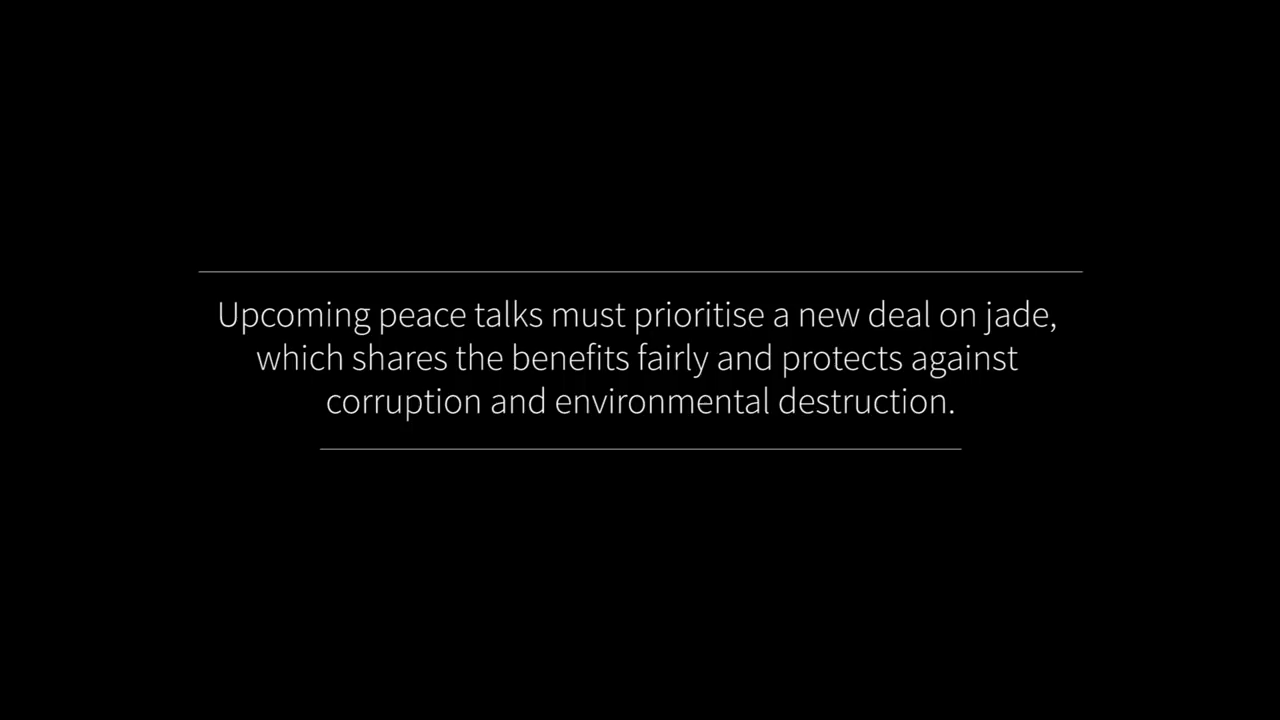 Upcoming peace talks must prioritise a new deal on jade,
which shares the benefits fairly and protects against
corruption and environmental destruction.